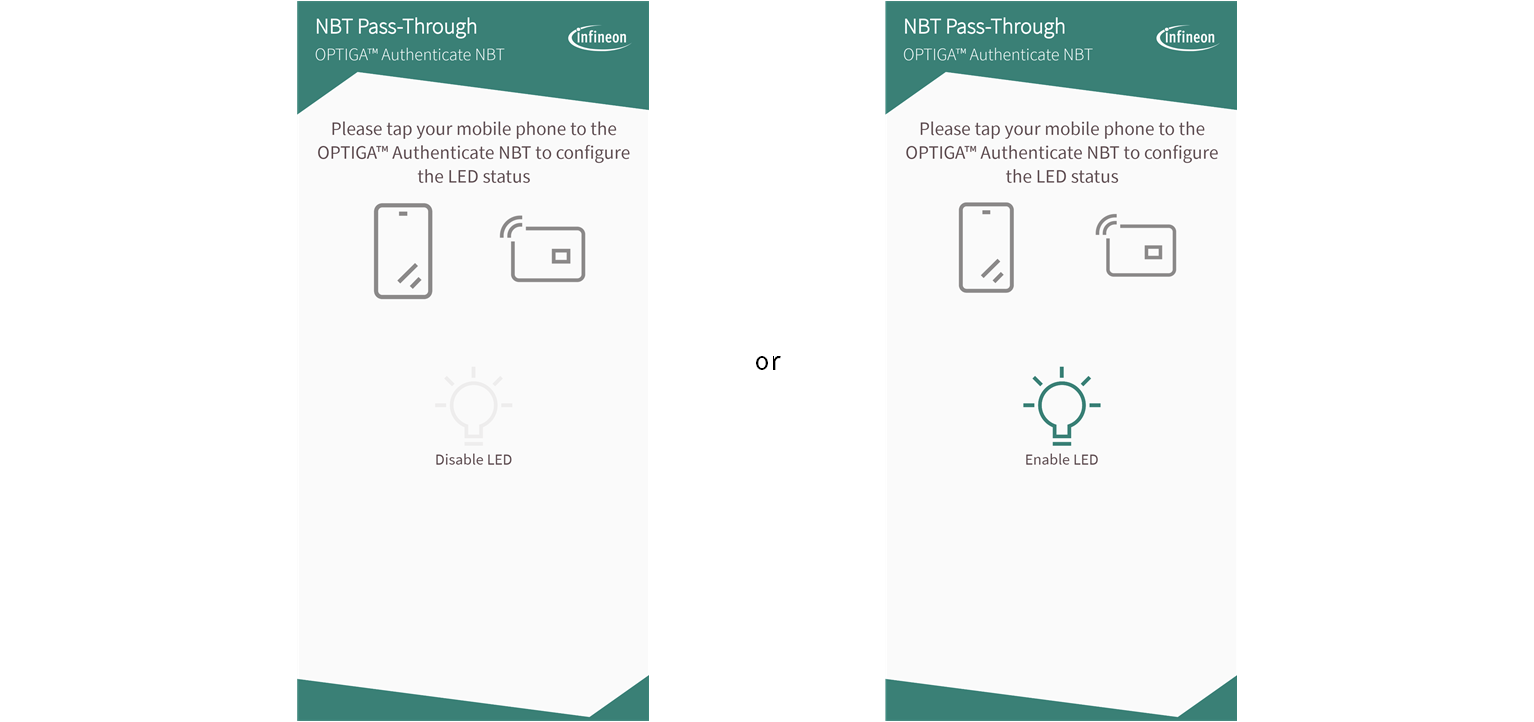 NBT Pass-Through
OPTIGA™ Authenticate NBT
infineon
Please tap your mobile phone to the
OPTIGA™ Authenticate NBT to configure
the LED status
Disable LED
or
NBT Pass-Through
OPTIGA™ Authenticate NBT
infineon
Please tap your mobile phone to the
OPTIGA™ Authenticate NBT to configure
the LED status
Enable LED